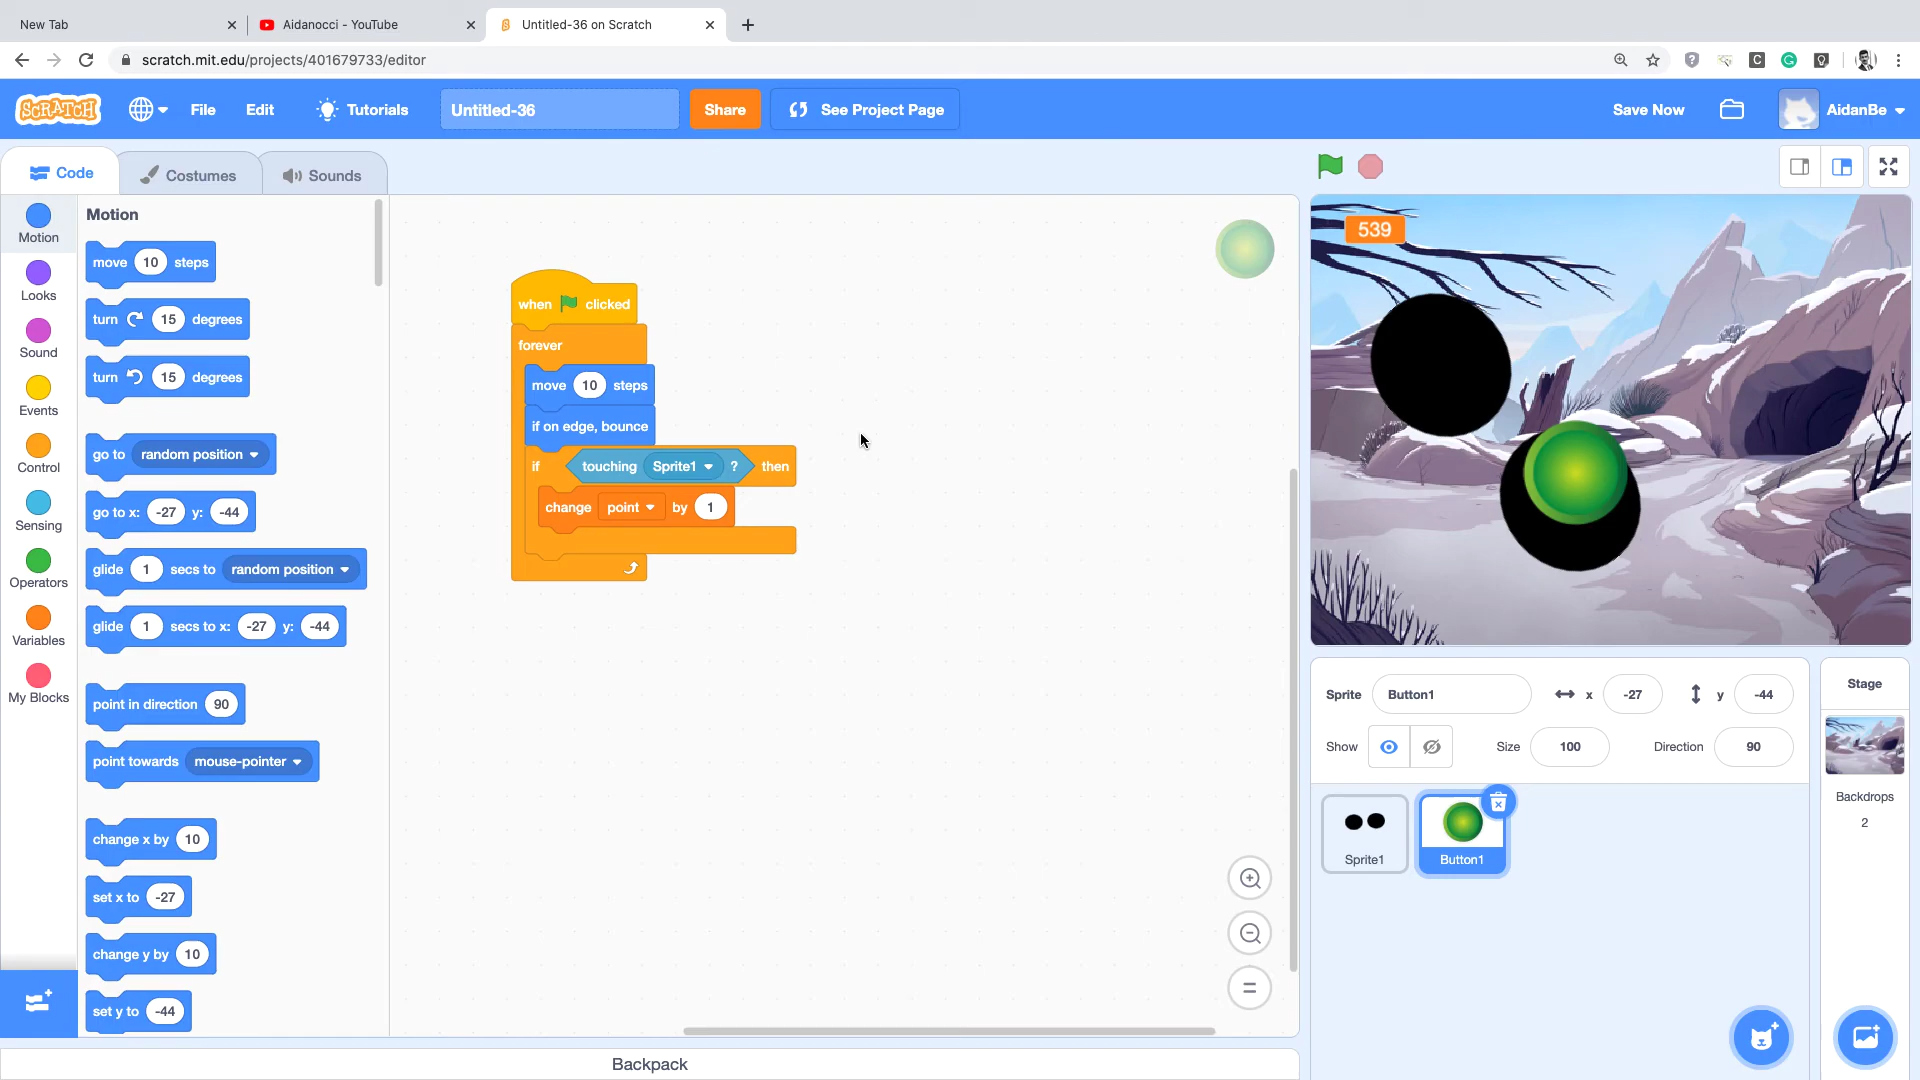 New Tab
Aidanocci - YouTube
Untitled-36 on Scratch
scratch.mit.edu/projects/401679733/editor
SCRATCH
File
Edit
Tutorials
Untitled-36
Share
See Project Page
Save Now
AidanBe
Code
Costumes
Sounds
Motion
Looks
Sound
Events
Control
Sensing
Operators
Variables
My Blocks
Motion
move 10 steps
turn 15 degrees
turn 15 degrees
go to random position
go to x: -27 y: -44
glide 1 secs to random position
glide 1 secs to x: -27 y: -44
point in direction 90
point towards mouse-pointer
change x by 10
set x to -27
change y by 10
set y to -44
when clicked
forever
move 10 steps
if on edge, bounce
if touching Sprite1 ? then
change point by 1
539
Sprite Button1 x -27 y -44
Show Size 100 Direction 90
Sprite1
Button1
Stage
Backdrops
2
Backpack